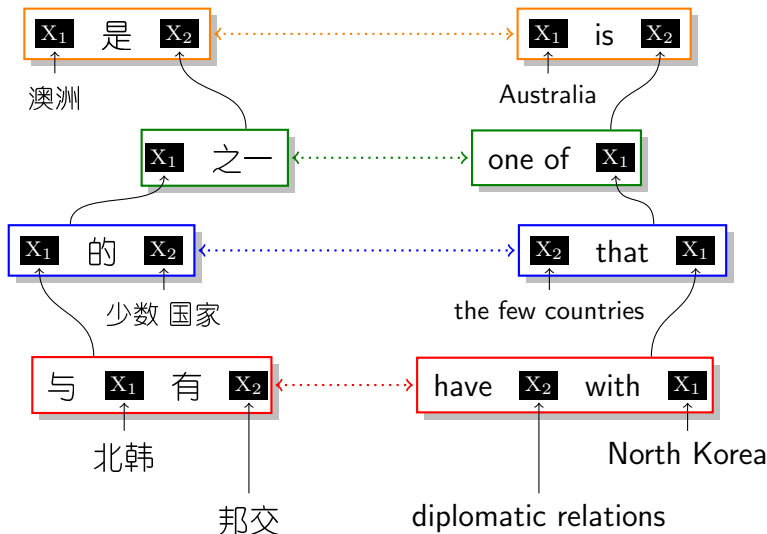 X1 是 X2 X1 is X2
澳洲 Australia
X1 之一 one of X1
X1 的 X2 X2 that X1
少数 国家 the few countries
与 X1 有 X2 have X2 with X1
北韩 North Korea
邦交 diplomatic relations